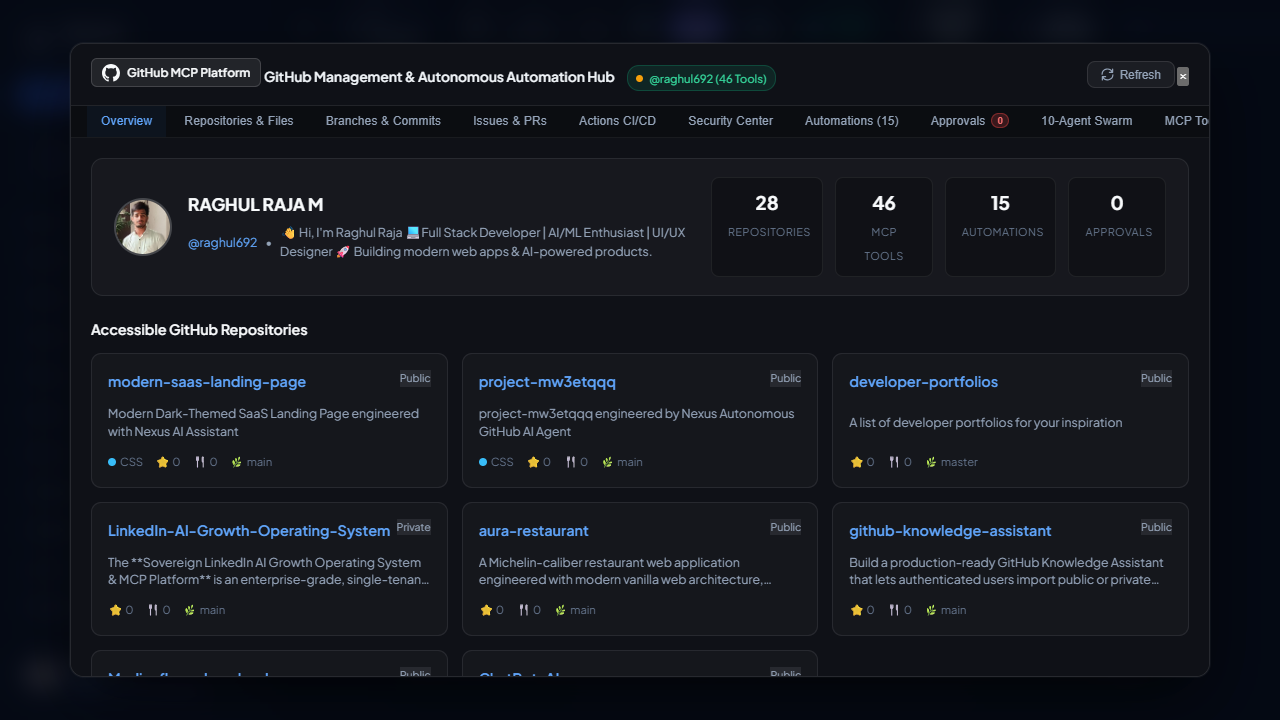 GitHub MCP Platform
GitHub Management & Autonomous Automation Hub
@raghul692 (46 Tools)
Refresh
×
Overview
Repositories & Files
Branches & Commits
Issues & PRs
Actions CI/CD
Security Center
Automations (15)
Approvals 0
10-Agent Swarm
MCP To
RAGHUL RAJA M
@raghul692 •
👋 Hi, I'm Raghul Raja 💻 Full Stack Developer | AI/ML Enthusiast | UI/UX
Designer 🚀 Building modern web apps & AI-powered products.
28
REPOSITORIES
46
MCP
TOOLS
15
AUTOMATIONS
0
APPROVALS
Accessible GitHub Repositories
modern-saas-landing-page
Public
Modern Dark-Themed SaaS Landing Page engineered
with Nexus AI Assistant
CSS ⭐ 0 🍴 0 🌿 main
project-mw3etqqq
Public
project-mw3etqqq engineered by Nexus Autonomous
GitHub AI Agent
CSS ⭐ 0 🍴 0 🌿 main
developer-portfolios
Public
A list of developer portfolios for your inspiration
⭐ 0 🍴 0 🌿 master
LinkedIn-AI-Growth-Operating-System
Private
The **Sovereign LinkedIn AI Growth Operating System
& MCP Platform** is an enterprise-grade, single-tenan...
⭐ 0 🍴 0 🌿 main
aura-restaurant
Public
A Michelin-caliber restaurant web application
engineered with modern vanilla web architecture,...
⭐ 0 🍴 0 🌿 main
github-knowledge-assistant
Public
Build a production-ready GitHub Knowledge Assistant
that lets authenticated users import public or private...
⭐ 0 🍴 0 🌿 main
Public
Public